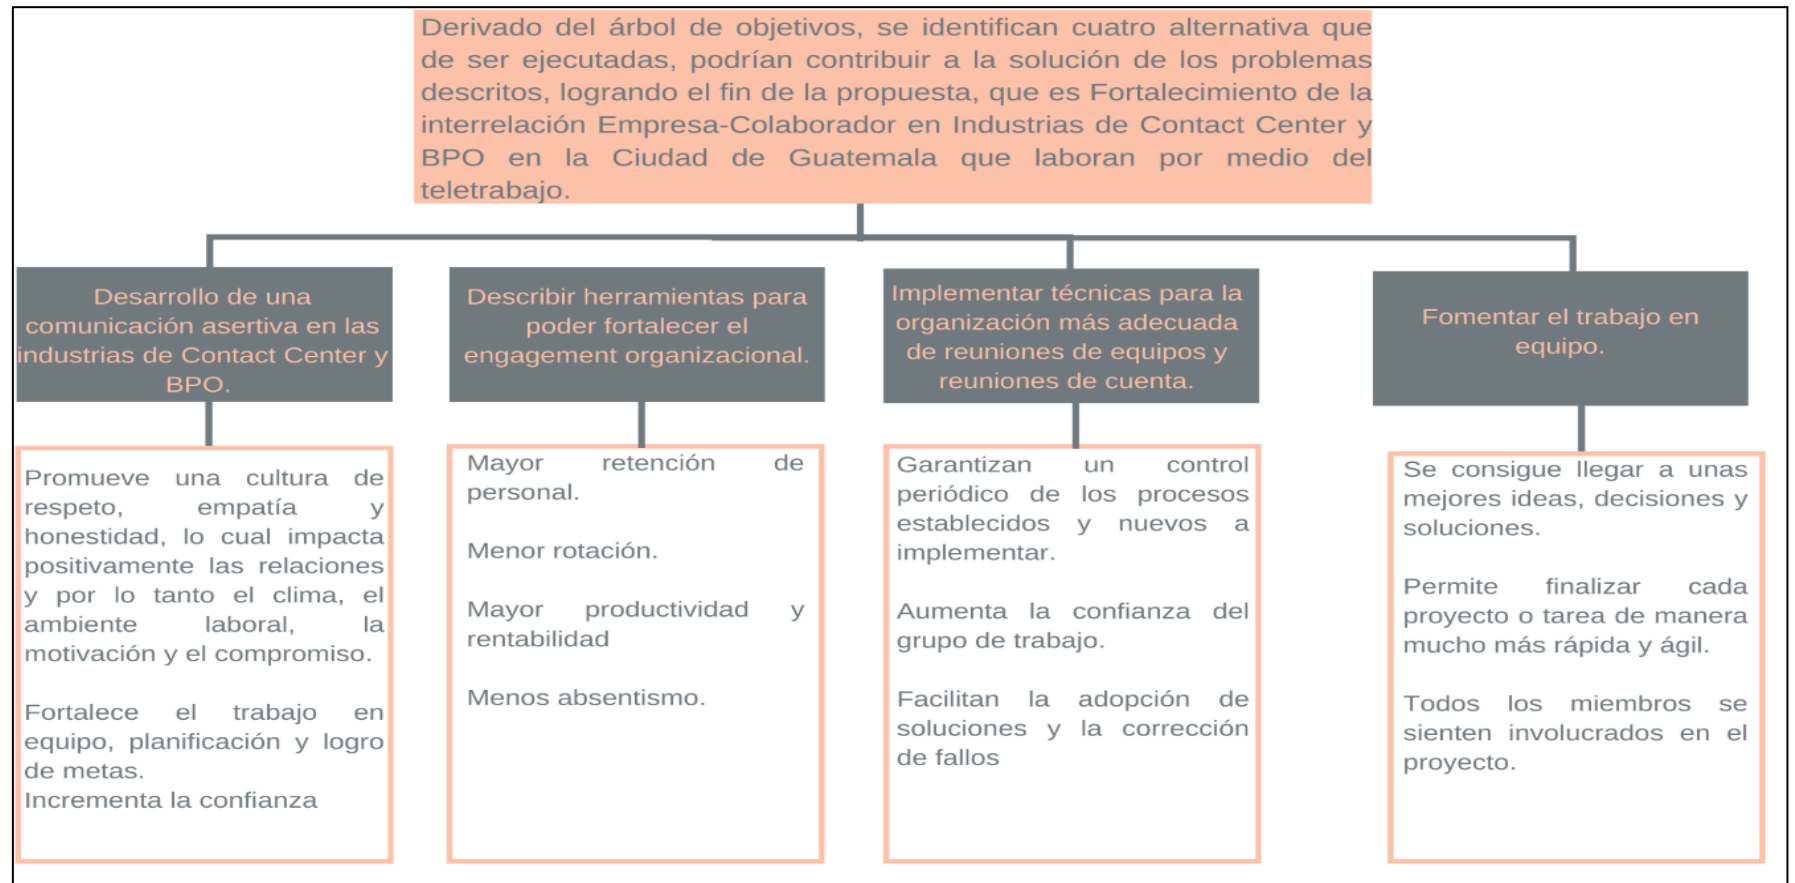 Derivado del árbol de objetivos, se identifican cuatro alternativa que
de ser ejecutadas, podrían contribuir a la solución de los problemas
descritos, logrando el fin de la propuesta, que es Fortalecimiento de la
interrelación Empresa-Colaborador en Industrias de Contact Center y
BPO en la Ciudad de Guatemala que laboran por medio del
teletrabajo.
Desarrollo de una
comunicación asertiva en las
industrias de Contact Center y
BPO.
Describir herramientas para
poder fortalecer el
engagement organizacional.
Implementar técnicas para la
organización más adecuada
de reuniones de equipos y
reuniones de cuenta.
Fomentar el trabajo en
equipo.
Promueve una cultura de
respeto, empatía y
honestidad, lo cual impacta
positivamente las relaciones
y por lo tanto el clima, el
ambiente laboral, la
motivación y el compromiso.
Fortalece el trabajo en
equipo, planificación y logro
de metas.
Incrementa la confianza
Mayor retención de
personal.
Menor rotación.
Mayor productividad y
rentabilidad
Menos absentismo.
Garantizan un control
periódico de los procesos
establecidos y nuevos a
implementar.
Aumenta la confianza del
grupo de trabajo.
Facilitan la adopción de
soluciones y la corrección
de fallos
Se consigue llegar a unas
mejores ideas, decisiones y
soluciones.
Permite finalizar cada
proyecto o tarea de manera
mucho más rápida y ágil.
Todos los miembros se
sienten involucrados en el
proyecto.